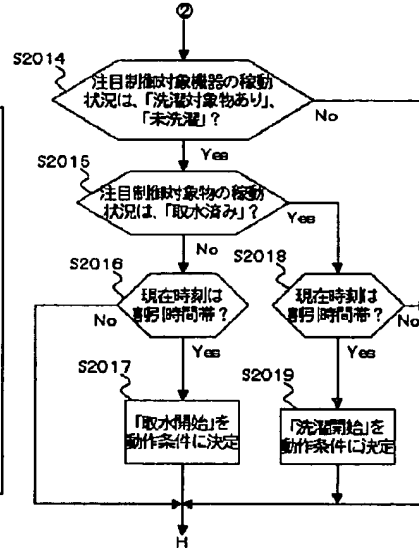 ②
S2014
注目制御対象機器の稼動
状況は、「洗濯対象物あり」、
「未洗濯」？
No
Yes
S2015
注目制御対象物の稼動
状況は、「取水済み」？
Yes
No
S2016
現在時刻は
割引時間帯？
No
Yes
S2018
現在時刻は
割引時間帯？
No
Yes
S2017
「取水開始」を
動作条件に決定
S2019
「洗濯開始」を
動作条件に決定
H